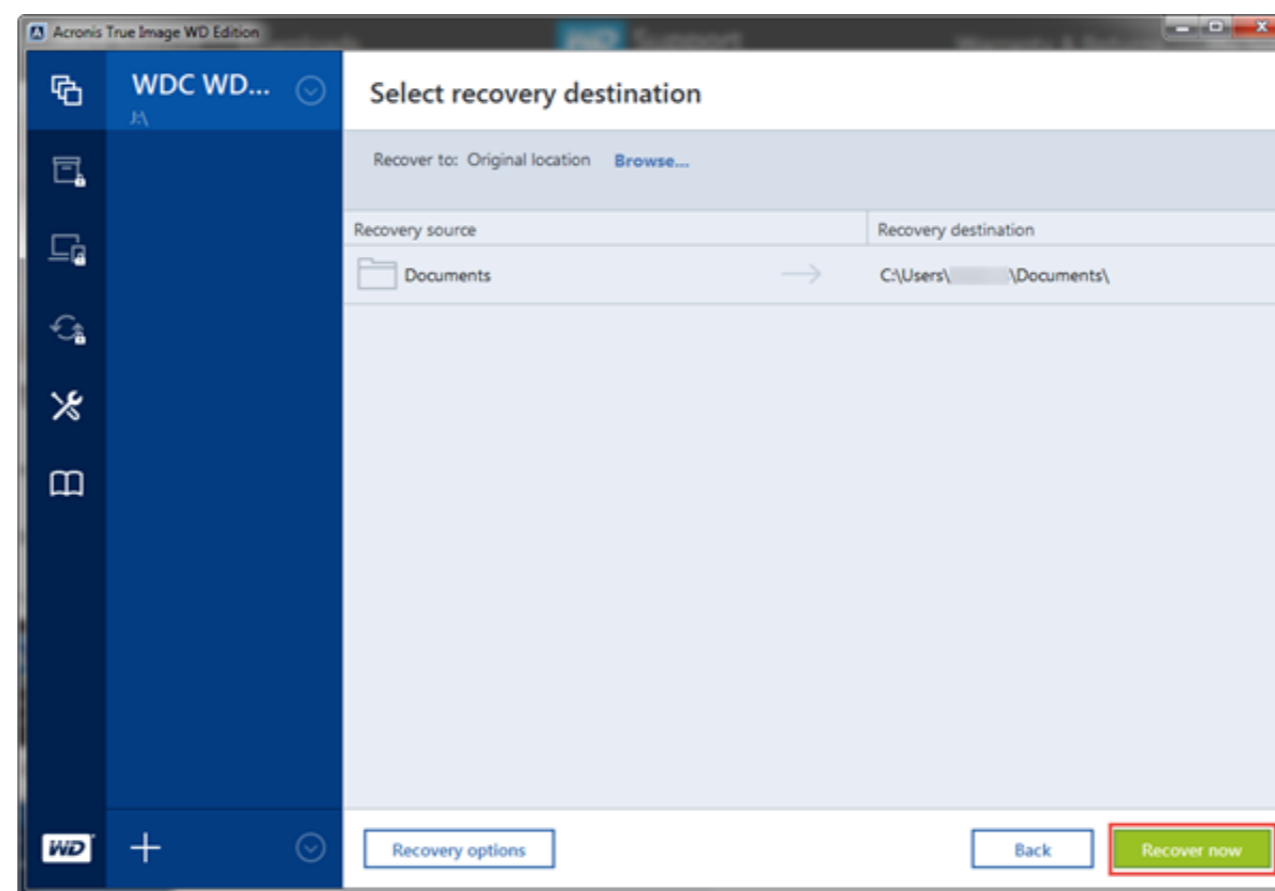 Acronis True Image WD Edition
WDC WD...
J:\
Select recovery destination
Recover to: Original location Browse...
Recovery source Recovery destination
Documents C:\Users\ \Documents\
WD
Recovery options Back Recover now